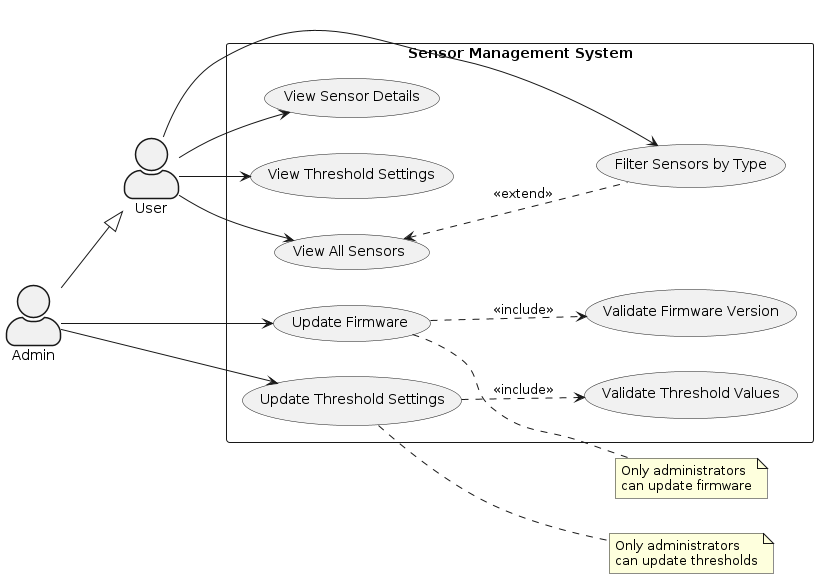 Sensor Management System
View Sensor Details
Filter Sensors by Type
View Threshold Settings
«extend»
User
View All Sensors
«include»
Validate Firmware Version
Update Firmware
Admin
«include»
Validate Threshold Values
Update Threshold Settings
Only administrators
can update firmware
Only administrators
can update thresholds